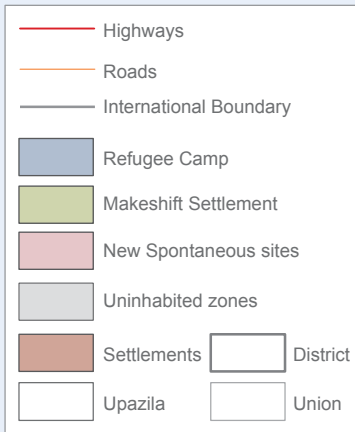 Highways
Roads
International Boundary
Refugee Camp
Makeshift Settlement
New Spontaneous sites
Uninhabited zones
Settlements District
Upazila Union